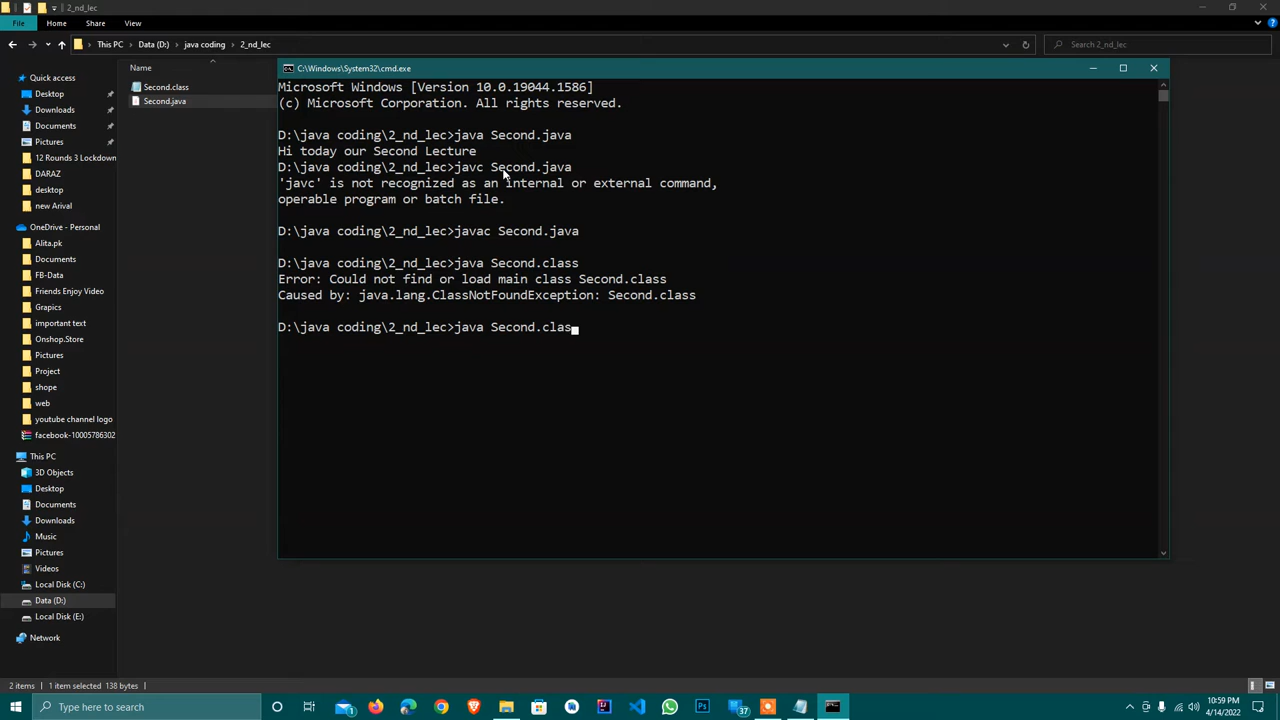 2_nd_lec
File Home Share View
This PC Data (D:) java coding 2_nd_lec Search 2_nd_lec
Quick access
Desktop
Downloads
Documents
Pictures
12 Rounds 3 Lockdown
DARAZ
desktop
new Arival
OneDrive - Personal
Alita.pk
Documents
FB-Data
Friends Enjoy Video
Grapics
important text
Onshop.Store
Pictures
Project
shope
web
youtube channel logo
facebook-10005786302
This PC
3D Objects
Desktop
Documents
Downloads
Music
Pictures
Videos
Local Disk (C:)
Data (D:)
Local Disk (E:)
Network
Name
Second.class
Second.java
C:\Windows\System32\cmd.exe
Microsoft Windows [Version 10.0.19044.1586]
(c) Microsoft Corporation. All rights reserved.
D:\java coding\2_nd_lec>java Second.java
Hi today our Second Lecture
D:\java coding\2_nd_lec>javc Second.java
'javc' is not recognized as an internal or external command,
operable program or batch file.
D:\java coding\2_nd_lec>javac Second.java
D:\java coding\2_nd_lec>java Second.class
Error: Could not find or load main class Second.class
Caused by: java.lang.ClassNotFoundException: Second.class
D:\java coding\2_nd_lec>java Second.clas
2 items 1 item selected 138 bytes
Type here to search
1
37
10:59 PM
4/14/2022